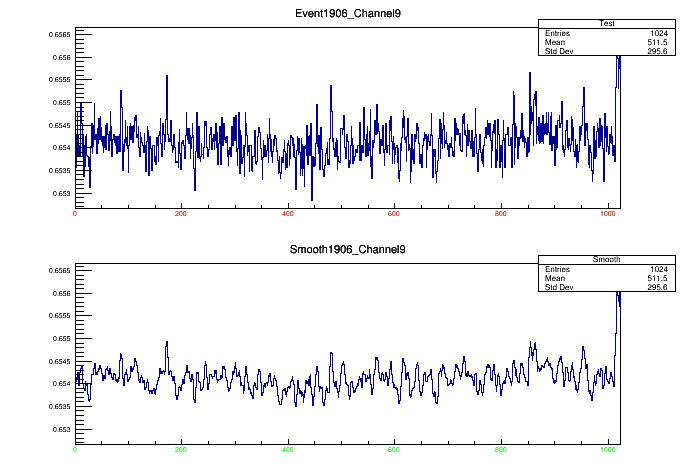 Event1906_Channel9
Test
Entries 1024
Mean 511.5
Std Dev 295.6
0.6565
0.656
0.6555
0.655
0.6545
0.654
0.6535
0.653
0 200 400 600 800 1000
Smooth1906_Channel9
Smooth
Entries 1024
Mean 511.5
Std Dev 295.6
0.6565
0.656
0.6555
0.655
0.6545
0.654
0.6535
0.653
0 200 400 600 800 1000